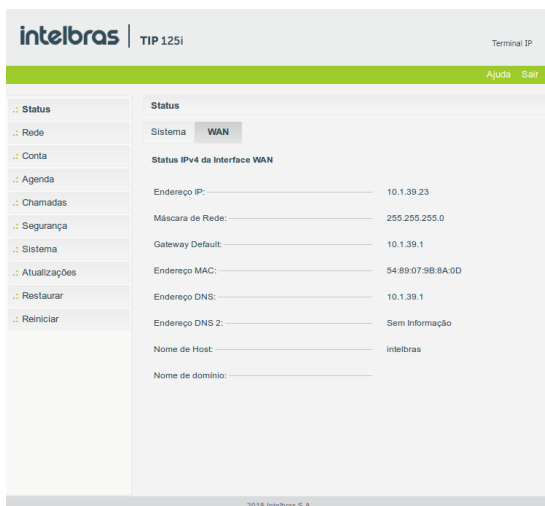 intelbras TIP 125i
Terminal IP
Ajuda Sair
.: Status
.: Rede
.: Conta
.: Agenda
.: Chamadas
.: Segurança
.: Sistema
.: Atualizações
.: Restaurar
.: Reiniciar
Status
Sistema WAN
Status IPv4 da Interface WAN
Endereço IP: 10.1.39.23
Máscara de Rede: 255.255.255.0
Gateway Default: 10.1.39.1
Endereço MAC: 54:89:07:9B:8A:0D
Endereço DNS: 10.1.39.1
Endereço DNS 2: Sem Informação
Nome de Host: intelbras
Nome de domínio:
Intelbras S.A.